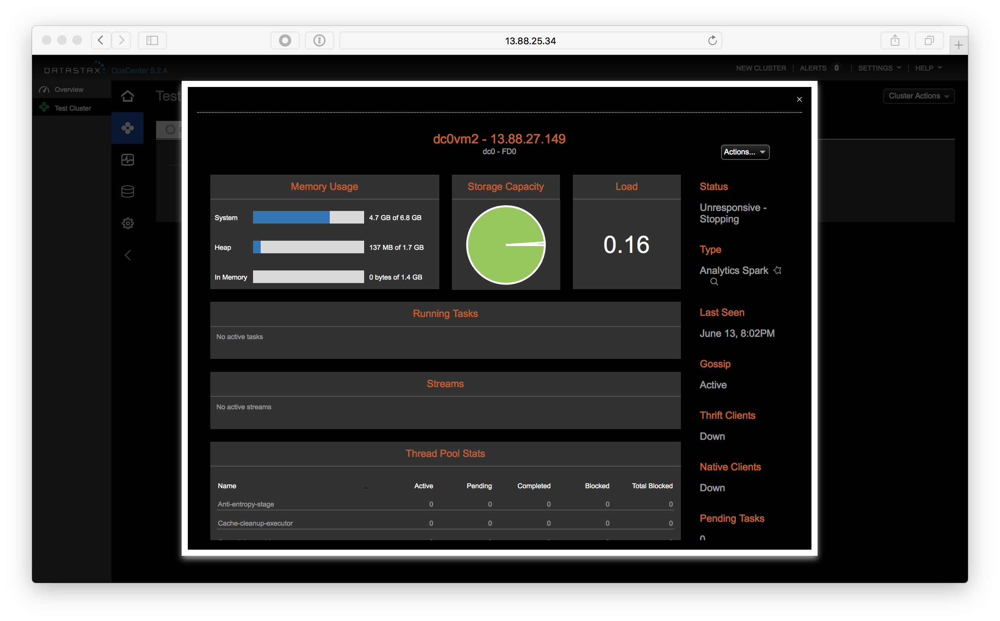 13.88.25.34
DATASTAX OpsCenter 5.2.4
NEW CLUSTER | ALERTS 0 | SETTINGS | HELP
Overview
Test Cluster
Test
Cluster Actions
dc0vm2 - 13.88.27.149
dc0 - FD0
Actions...
Memory Usage
System 4.7 GB of 6.8 GB
Heap 137 MB of 1.7 GB
In Memory 0 bytes of 1.4 GB
Storage Capacity
Load
0.16
Running Tasks
No active tasks
Streams
No active streams
Thread Pool Stats
Name Active Pending Completed Blocked Total Blocked
Anti-entropy-stage 0 0 0 0 0
Cache-cleanup-executor 0 0 0 0 0
Status
Unresponsive -
Stopping
Type
Analytics Spark
Last Seen
June 13, 8:02PM
Gossip
Active
Thrift Clients
Down
Native Clients
Down
Pending Tasks
0